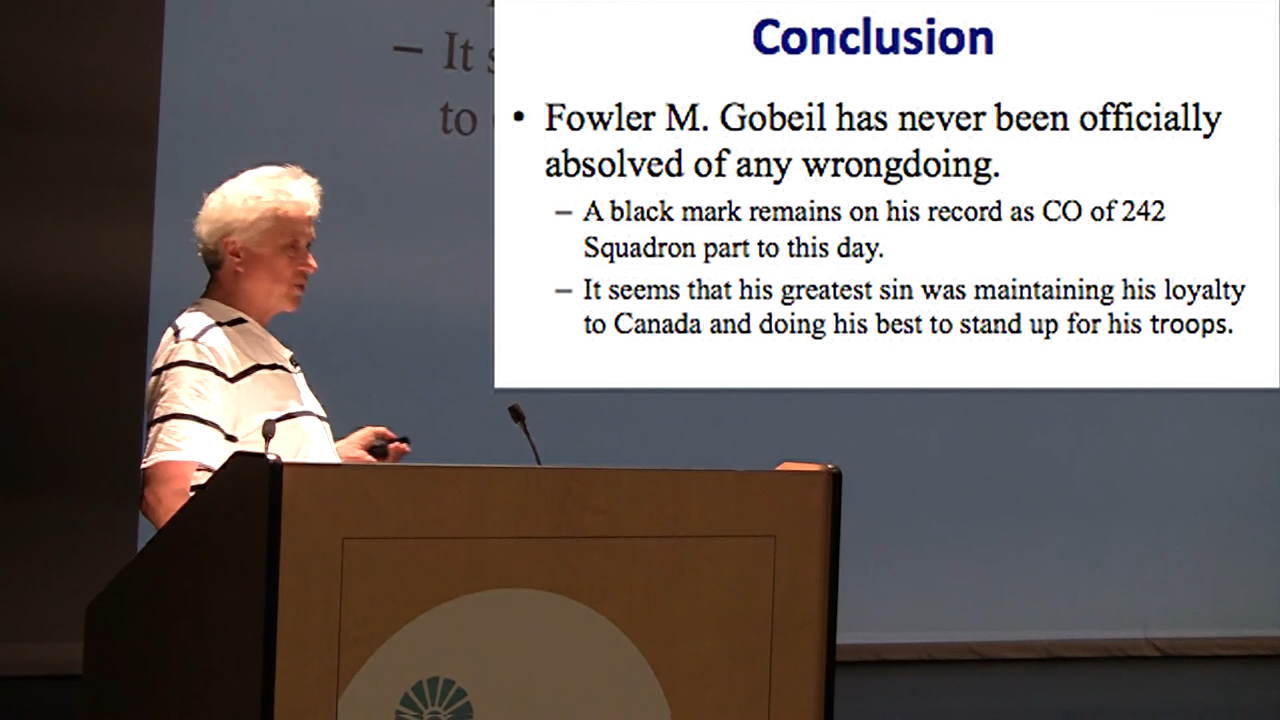 – It
to
Conclusion
• Fowler M. Gobeil has never been officially
absolved of any wrongdoing.
– A black mark remains on his record as CO of 242
Squadron part to this day.
– It seems that his greatest sin was maintaining his loyalty
to Canada and doing his best to stand up for his troops.